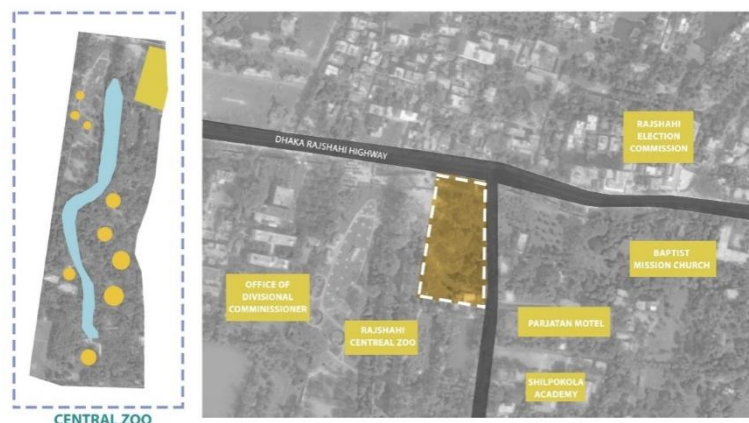 DHAKA RAJSHAHI HIGHWAY
RAJSHAHI
ELECTION
COMMISSION
BAPTIST
MISSION CHURCH
OFFICE OF
DIVISIONAL
COMMINISSIONER
RAJSHAHI
CENTREAL ZOO
PARJATAN MOTEL
SHILPOKOLA
ACADEMY
CENTRAL ZOO